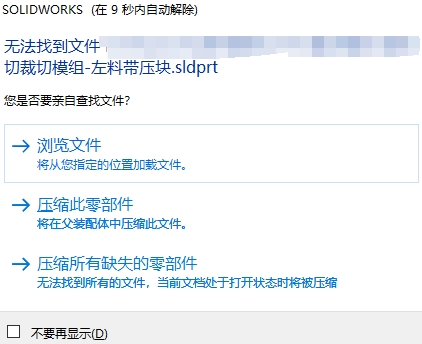 SOLIDWORKS (在 9 秒内自动解除)
无法找到文件
切裁切模组-左料带压块.sldprt
您是否要亲自查找文件?
→ 浏览文件
将从您指定的位置加载文件。
→ 压缩此零部件
将在父装配体中压缩此文件。
→ 压缩所有缺失的零部件
无法找到所有的文件，当前文档处于打开状态时将被压缩
不要再显示(D)